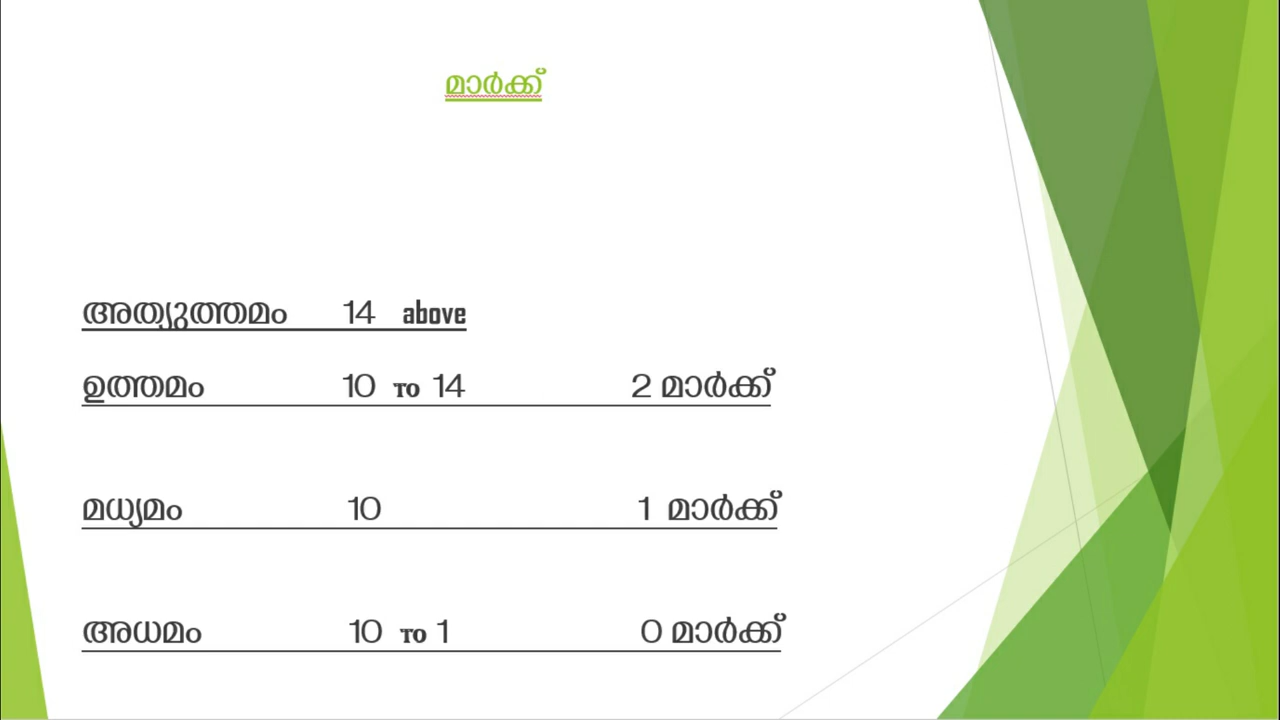 മാർക്ക്
അത്യുത്തമം 14 above
ഉത്തമം 10 TO 14 2 മാർക്ക്
മധ്യമം 10 1 മാർക്ക്
അധമം 10 TO 1 0 മാർക്ക്